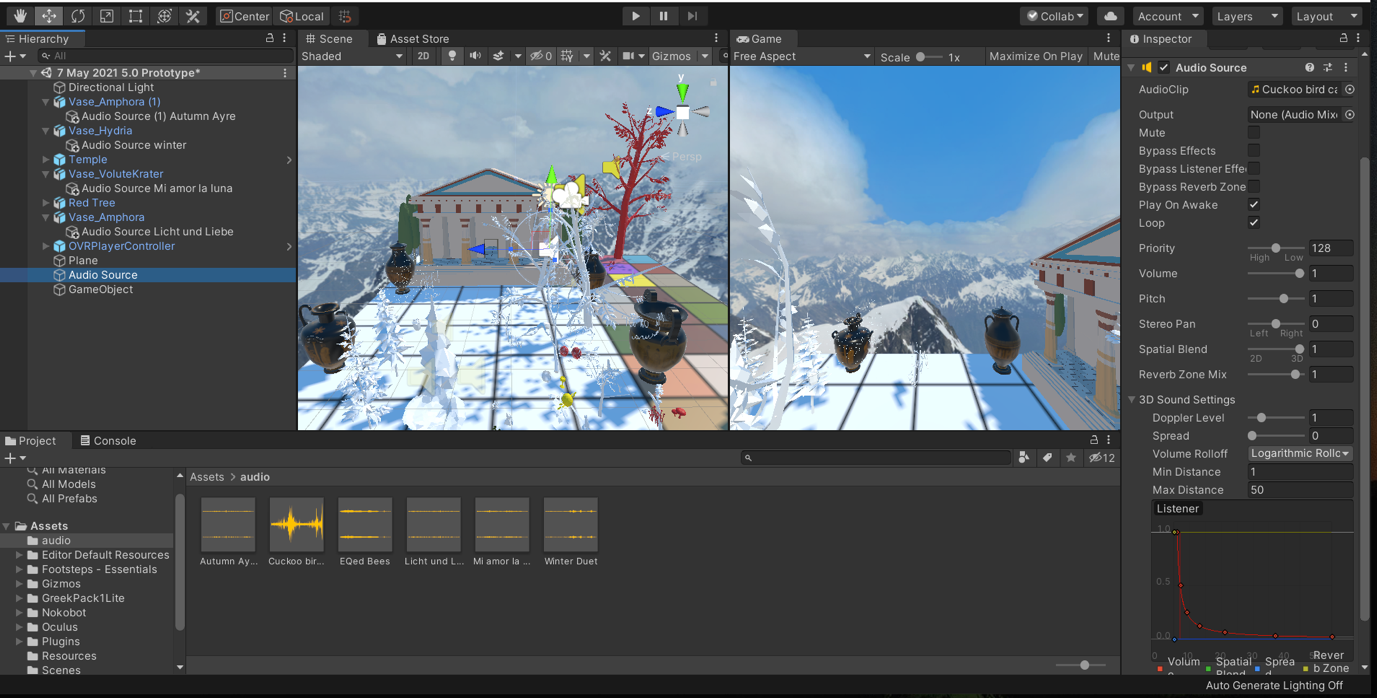 Center Local Collab Account Layers Layout
Hierarchy
All
7 May 2021 5.0 Prototype*
Directional Light
Vase_Amphora (1)
Audio Source (1) Autumn Ayre
Vase_Hydria
Audio Source winter
Temple
Vase_VoluteKrater
Audio Source Mi amor la luna
Red Tree
Vase_Amphora
Audio Source Licht und Liebe
OVRPlayerController
Plane
Audio Source
GameObject
Scene Asset Store
Shaded 2D 0 Gizmos
y
z
Persp
Game
Free Aspect Scale 1x Maximize On Play Mute
Inspector
Audio Source
AudioClip Cuckoo bird ca
Output None (Audio Mixe
Mute
Bypass Effects
Bypass Listener Effe
Bypass Reverb Zone
Play On Awake
Loop
Priority 128
High Low
Volume 1
Pitch 1
Stereo Pan 0
Left Right
Spatial Blend 1
2D 3D
Reverb Zone Mix 1
3D Sound Settings
Doppler Level 1
Spread 0
Volume Rolloff Logarithmic Rollo
Min Distance 1
Max Distance 50
Listener
1.0
0.5
0.0
0 10 20 30 40
Volum Spatial Sprea Rever
e Blend d b Zone
Auto Generate Lighting Off
Project Console
12
All Materials
All Models
All Prefabs
Assets
audio
Editor Default Resources
Footsteps - Essentials
Gizmos
GreekPack1Lite
Nokobot
Oculus
Plugins
Resources
Scenes
Assets > audio
Autumn Ay... Cuckoo bir... EQed Bees Licht und L... Mi amor la ... Winter Duet